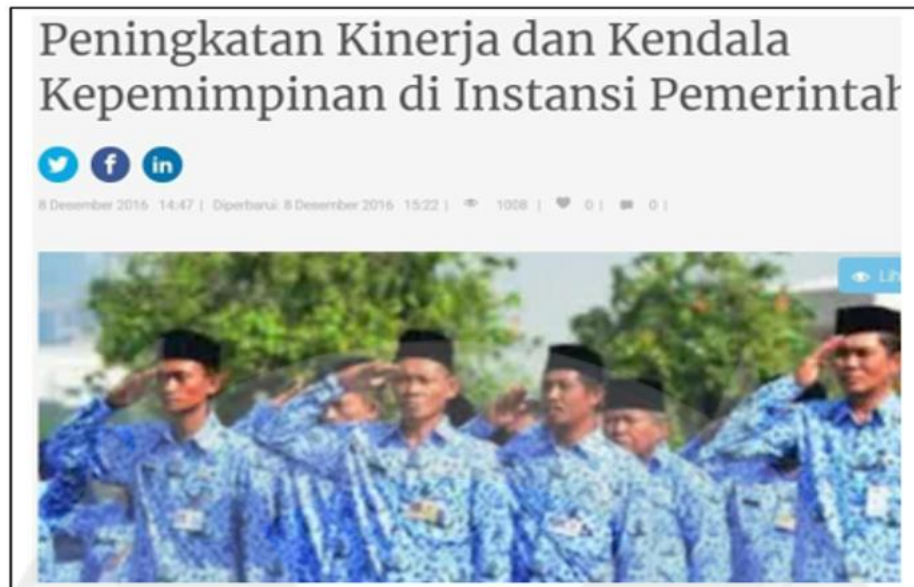 Peningkatan Kinerja dan Kendala
Kepemimpinan di Instansi Pemerintah
in
8 Desember 2016 14:47 | Diperbarui: 8 Desember 2016 15:22 | 1008 | 0 | 0 |